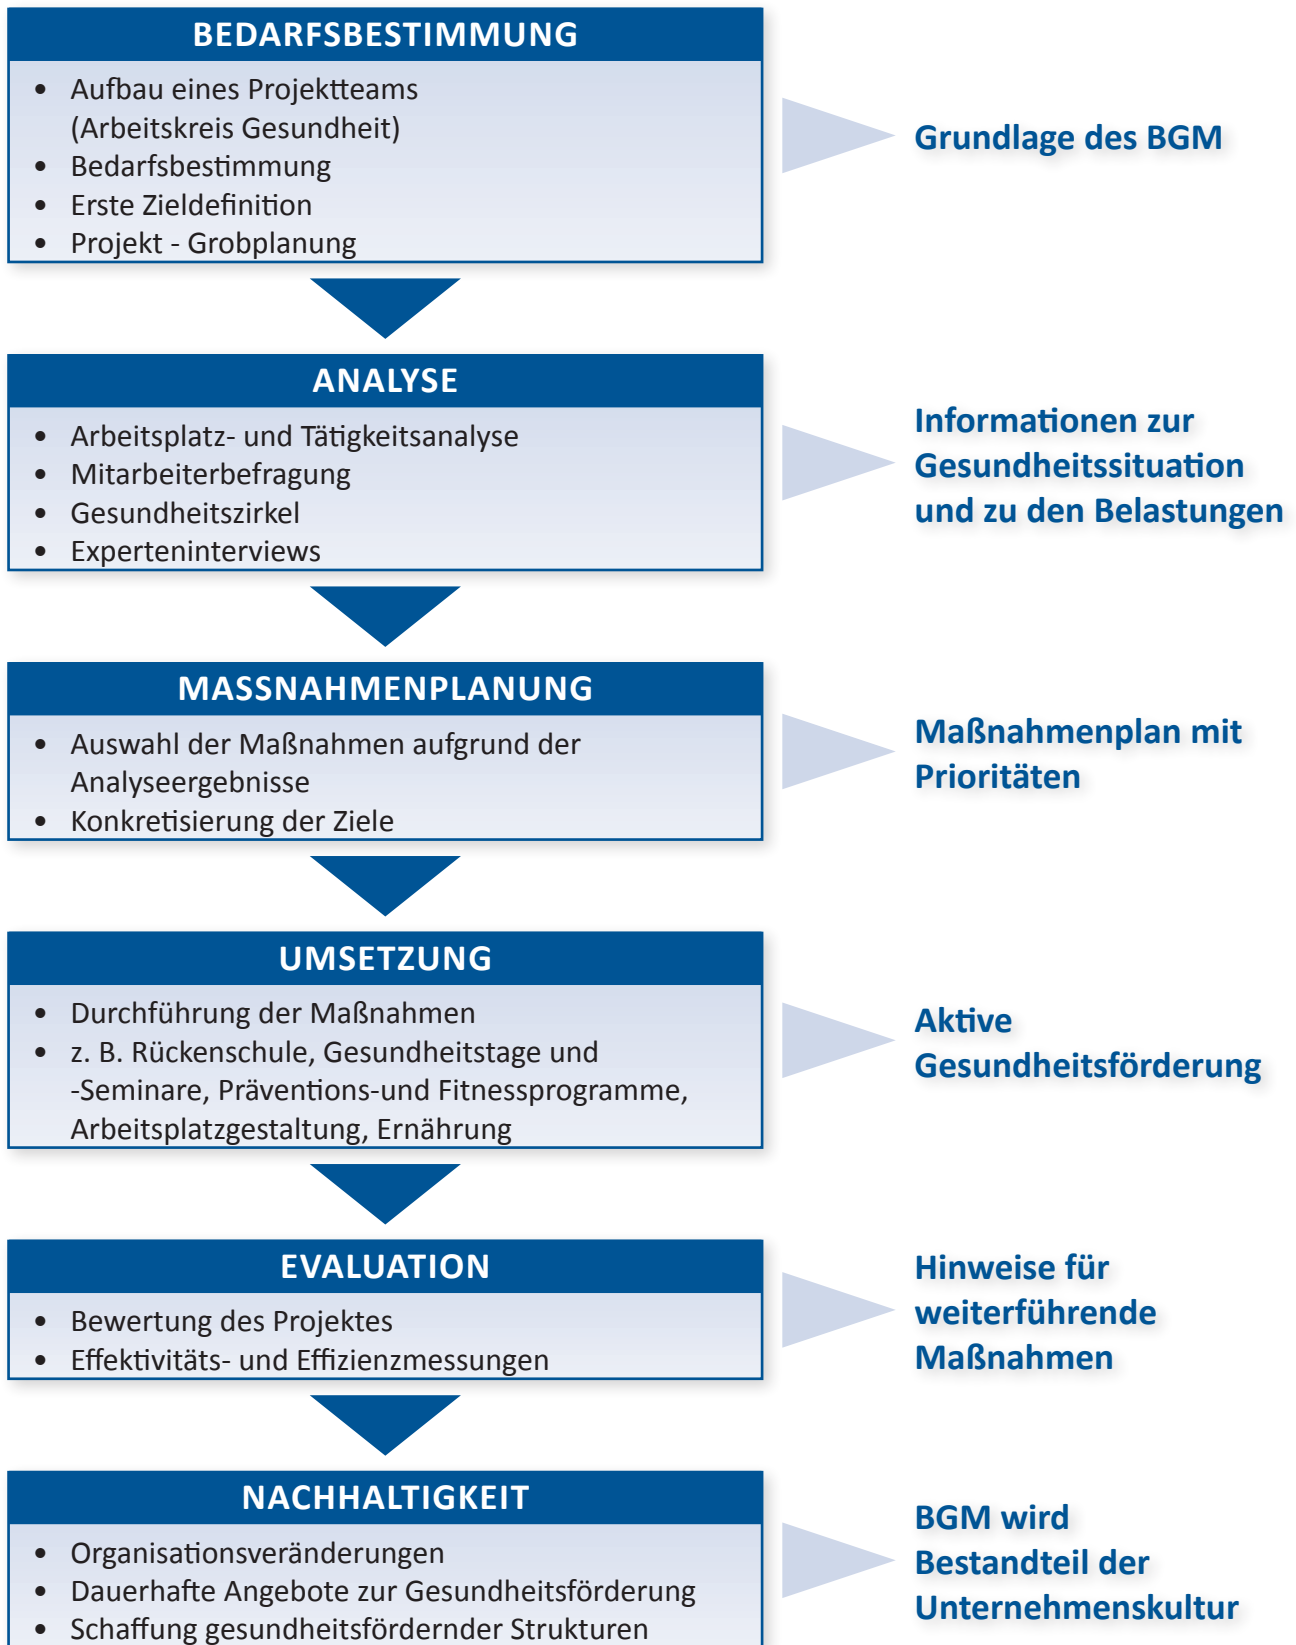 BEDARFSBESTIMMUNG
• Aufbau eines Projektteams
(Arbeitskreis Gesundheit)
• Bedarfsbestimmung
• Erste Zieldefinition
• Projekt - Grobplanung
Grundlage des BGM
ANALYSE
• Arbeitsplatz- und Tätigkeitsanalyse
• Mitarbeiterbefragung
• Gesundheitszirkel
• Experteninterviews
Informationen zur
Gesundheitssituation
und zu den Belastungen
MASSNAHMENPLANUNG
• Auswahl der Maßnahmen aufgrund der
Analyseergebnisse
• Konkretisierung der Ziele
Maßnahmenplan mit
Prioritäten
UMSETZUNG
• Durchführung der Maßnahmen
• z. B. Rückenschule, Gesundheitstage und
-Seminare, Präventions-und Fitnessprogramme,
Arbeitsplatzgestaltung, Ernährung
Aktive
Gesundheitsförderung
EVALUATION
• Bewertung des Projektes
• Effektivitäts- und Effizienzmessungen
Hinweise für
weiterführende
Maßnahmen
NACHHALTIGKEIT
• Organisationsveränderungen
• Dauerhafte Angebote zur Gesundheitsförderung
• Schaffung gesundheitsfördernder Strukturen
BGM wird
Bestandteil der
Unternehmenskultur